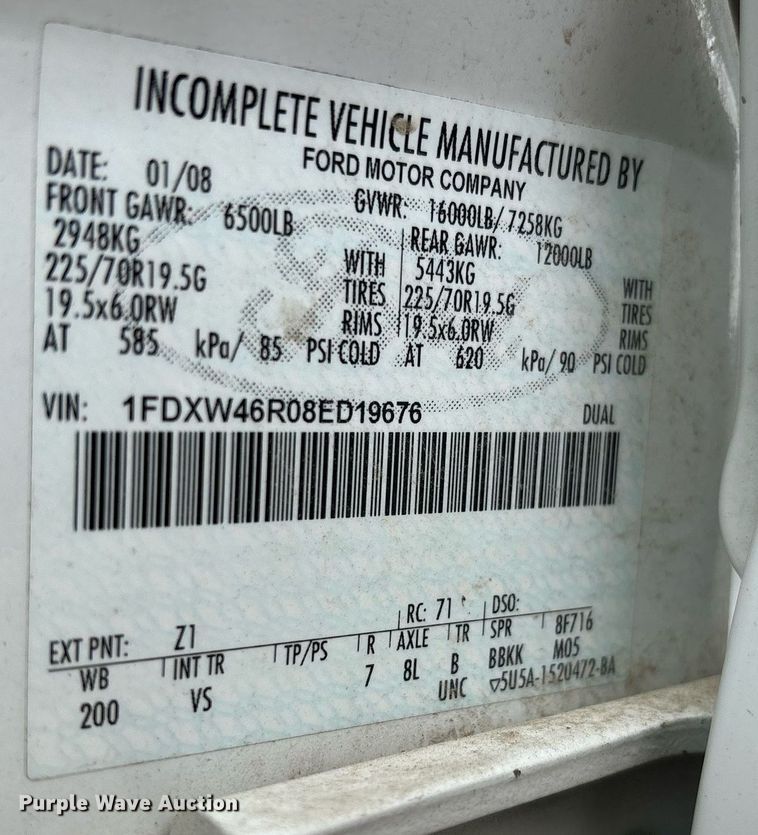 INCOMPLETE VEHICLE MANUFACTURED BY
FORD MOTOR COMPANY
DATE: 01/08 GVWR: 16000LB/ 7258KG
FRONT GAWR: 6500LB REAR GAWR: 12000LB
2948KG WITH 5443KG WITH
225/70R19.5G TIRES 225/70R19.5G TIRES
19.5x6.0RW RIMS 19.5x6.0RW RIMS
AT 585 kPa/ 85 PSI COLD AT 620 kPa/ 90 PSI COLD
VIN: 1FDXW46R08ED19676 DUAL
RC: 71 DSO:
EXT PNT: Z1 8F716
WB INT TR TP/PS R AXLE TR SPR M05
200 VS 7 8L B BBKK
UNC ▽5U5A-1520472-BA
Purple Wave Auction